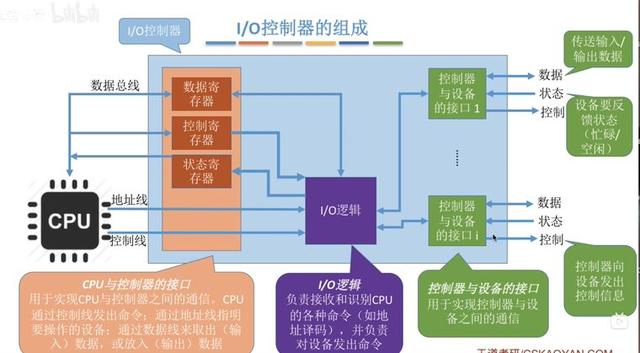 bilibili
I/O控制器的组成
I/O控制器
传送输入/
输出数据
数据总线
数据寄
存器
控制寄
存器
状态寄
存器
控制器
与设备
的接口 1
数据
状态
控制
设备要反
馈状态
(忙碌/
空闲)
......
CPU
地址线
控制线
I/O逻辑
控制器
与设备
的接口 i
数据
状态
控制
控制器向
设备发出
控制信息
CPU与控制器的接口
用于实现CPU与控制器之间的通信。CPU
通过控制线发出命令;通过地址线指明
要操作的设备;通过数据线来取出(输
入)数据,或放入(输出)数据
I/O逻辑
负责接收和识别CPU
的各种命令(如地
址译码),并负责
对设备发出命令
控制器与设备的接口
用于实现控制器与设
备之间的通信
王道考研/CSKAOYAN.COM